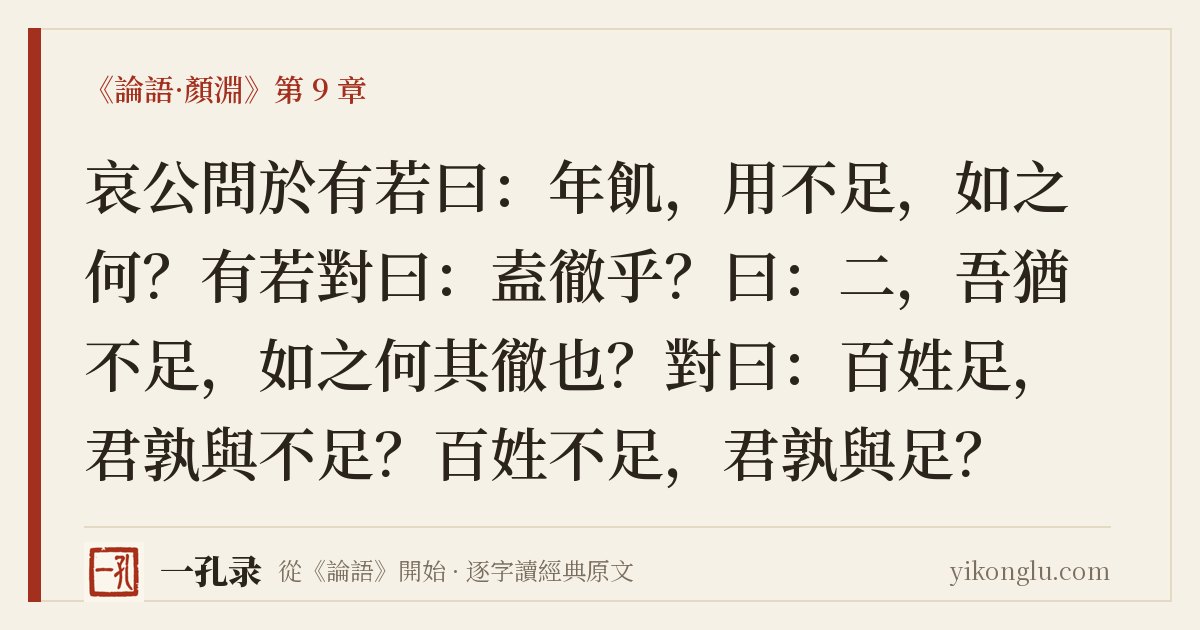 《論語·顏淵》第 9 章
哀公問於有若曰：年飢，用不足，如之
何？有若對曰：盍徹乎？曰：二，吾猶
不足，如之何其徹也？對曰：百姓足，
君孰與不足？百姓不足，君孰與足？
一孔
一孔录
從《論語》開始 · 逐字讀經典原文
yikonglu.com